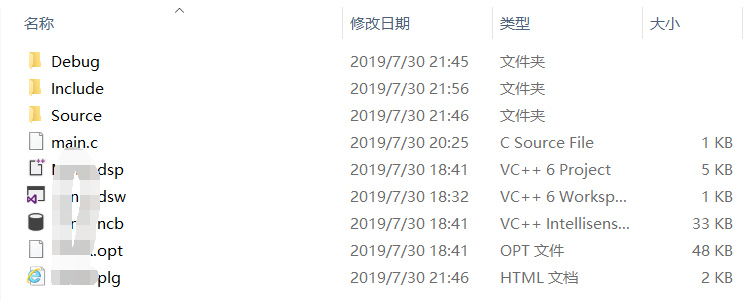 名称 修改日期 类型 大小
Debug 2019/7/30 21:45 文件夹
Include 2019/7/30 21:56 文件夹
Source 2019/7/30 21:46 文件夹
main.c 2019/7/30 20:25 C Source File 1 KB
dsp 2019/7/30 18:41 VC++ 6 Project 5 KB
dsw 2019/7/30 18:32 VC++ 6 Worksp... 1 KB
ncb 2019/7/30 18:41 VC++ Intellisens... 33 KB
.opt 2019/7/30 18:41 OPT 文件 48 KB
plg 2019/7/30 21:46 HTML 文档 2 KB